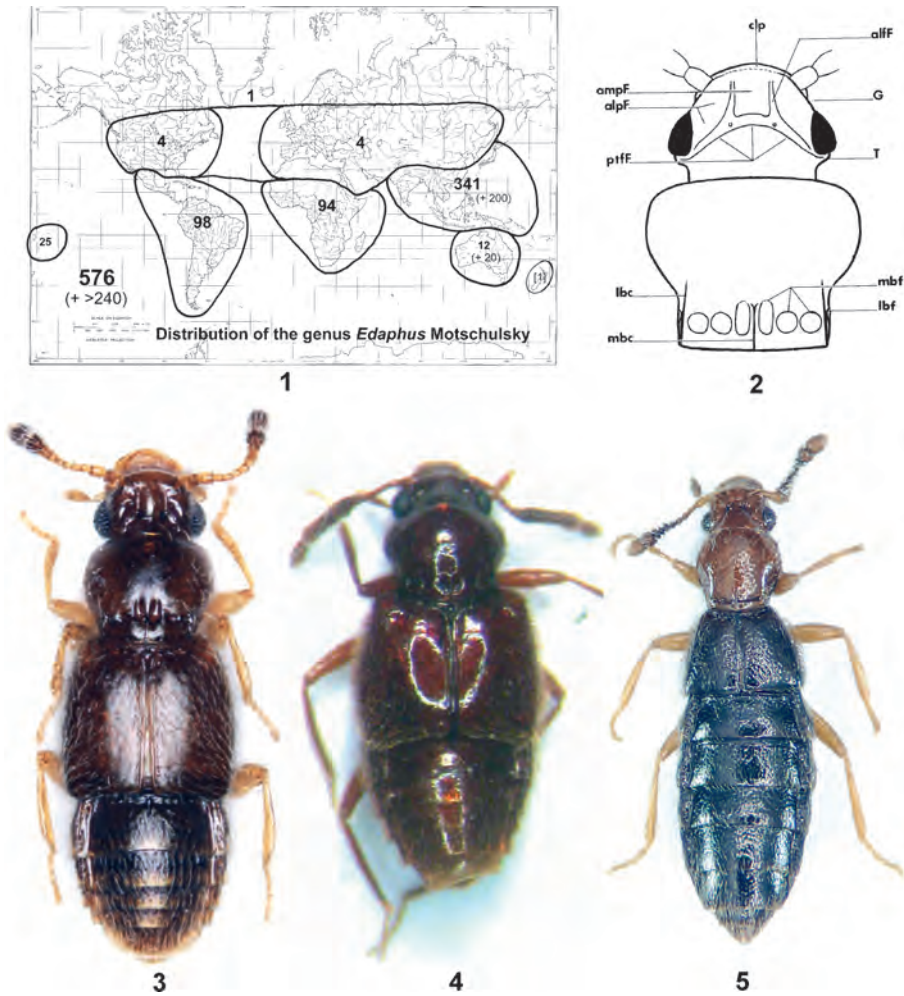 1
4
4
341
(+ 200)
98
94
25
12
(+ 20)
[1]
576
(+ >240)
Distribution of the genus Edaphus Motschulsky
1
clp
alfF
ampF
G
alpF
ptfF
T
lbc
mbf
lbf
mbc
2
3
4
5